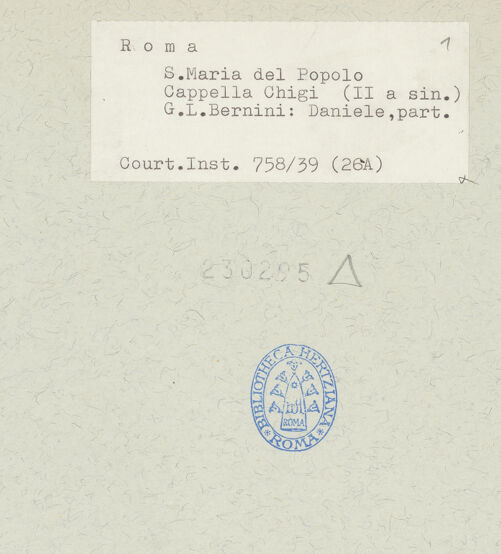 R o m a 1
S.Maria del Popolo
Cappella Chigi (II a sin.)
G.L.Bernini: Daniele,part.
Court.Inst. 758/39 (26A)
230295 Δ
BIBLIOTHECA HERTZIANA
ROMA
* ROMA *